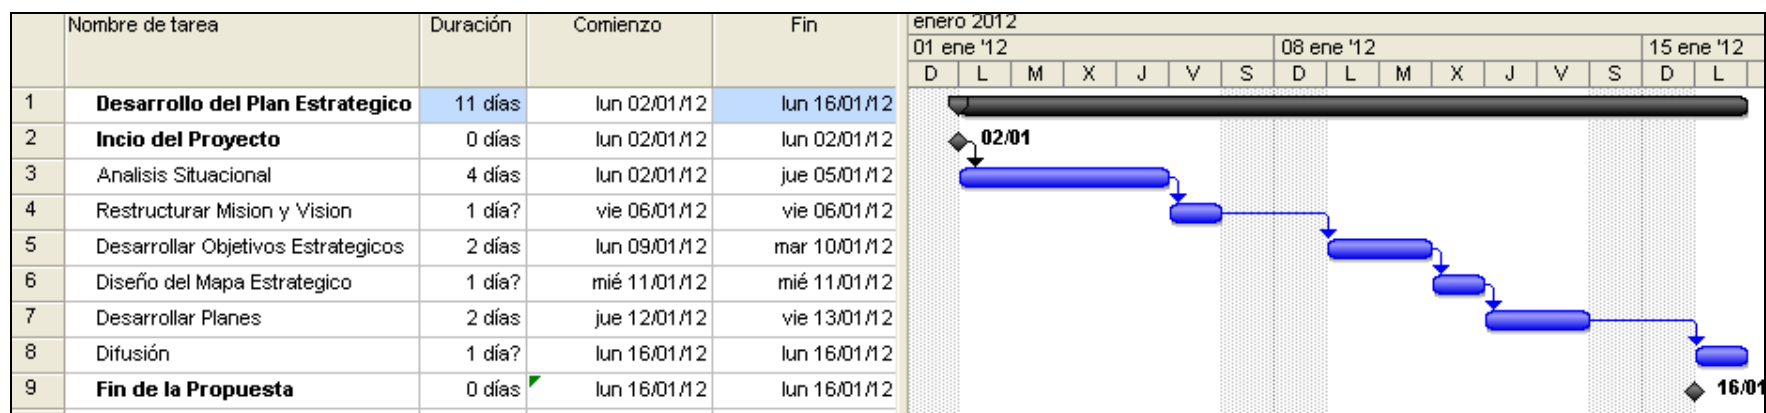 Nombre de tarea Duración Comienzo Fin enero 2012
01 ene '12 08 ene '12 15 ene '12
D L M X J V S D L M X J V S D L
1 Desarrollo del Plan Estrategico 11 días lun 02/01/12 lun 16/01/12
2 Incio del Proyecto 0 días lun 02/01/12 lun 02/01/12 02/01
3 Analisis Situacional 4 días lun 02/01/12 jue 05/01/12
4 Restructurar Mision y Vision 1 día? vie 06/01/12 vie 06/01/12
5 Desarrollar Objetivos Estrategicos 2 días lun 09/01/12 mar 10/01/12
6 Diseño del Mapa Estrategico 1 día? mié 11/01/12 mié 11/01/12
7 Desarrollar Planes 2 días jue 12/01/12 vie 13/01/12
8 Difusión 1 día? lun 16/01/12 lun 16/01/12
9 Fin de la Propuesta 0 días lun 16/01/12 lun 16/01/12 16/01